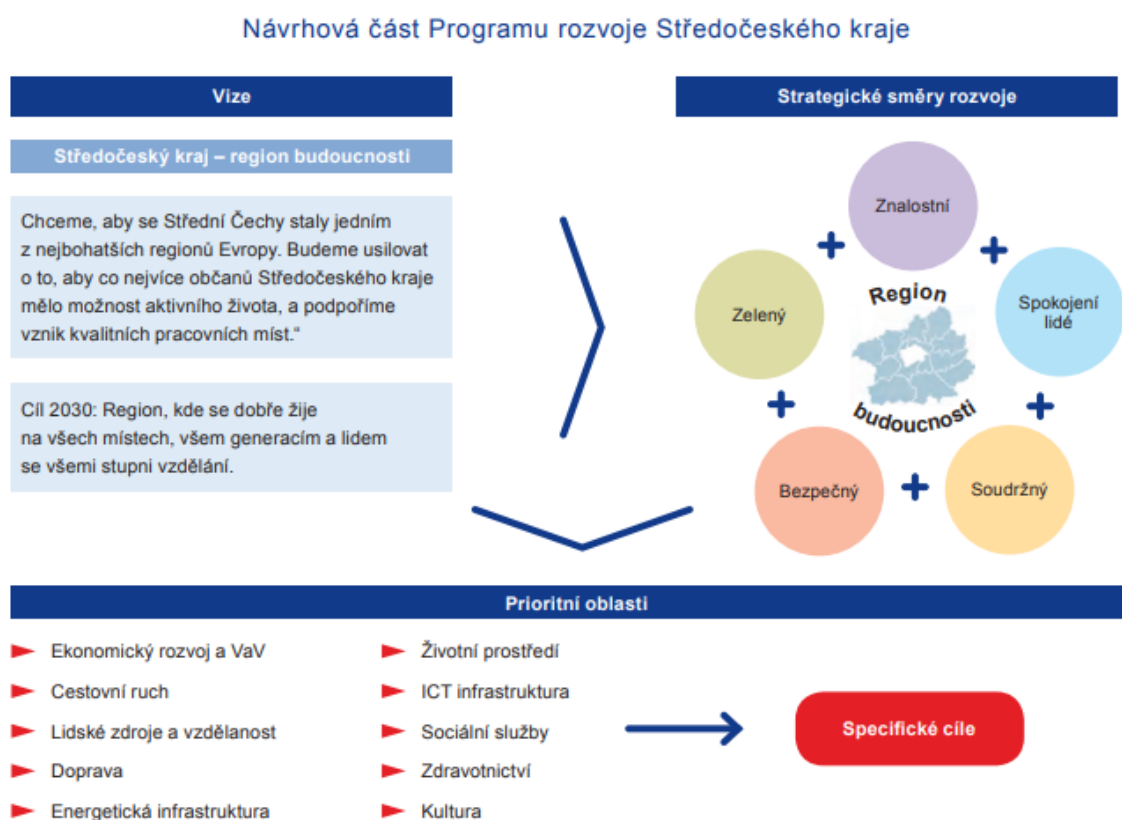 Návrhová část Programu rozvoje Středočeského kraje
Vize
Středočeský kraj – region budoucnosti
Chceme, aby se Střední Čechy staly jedním
z nejbohatších regionů Evropy. Budeme usilovat
o to, aby co nejvíce občanů Středočeského kraje
mělo možnost aktivního života, a podpoříme
vznik kvalitních pracovních míst.“
Cíl 2030: Region, kde se dobře žije
na všech místech, všem generacím a lidem
se všemi stupni vzdělání.
Strategické směry rozvoje
Znalostní
Zelený
Region
budoucnosti
Spokojení
lidé
Bezpečný
Soudržný
Prioritní oblasti
Ekonomický rozvoj a VaV
Cestovní ruch
Lidské zdroje a vzdělanost
Doprava
Energetická infrastruktura
Životní prostředí
ICT infrastruktura
Sociální služby
Zdravotnictví
Kultura
Specifické cíle